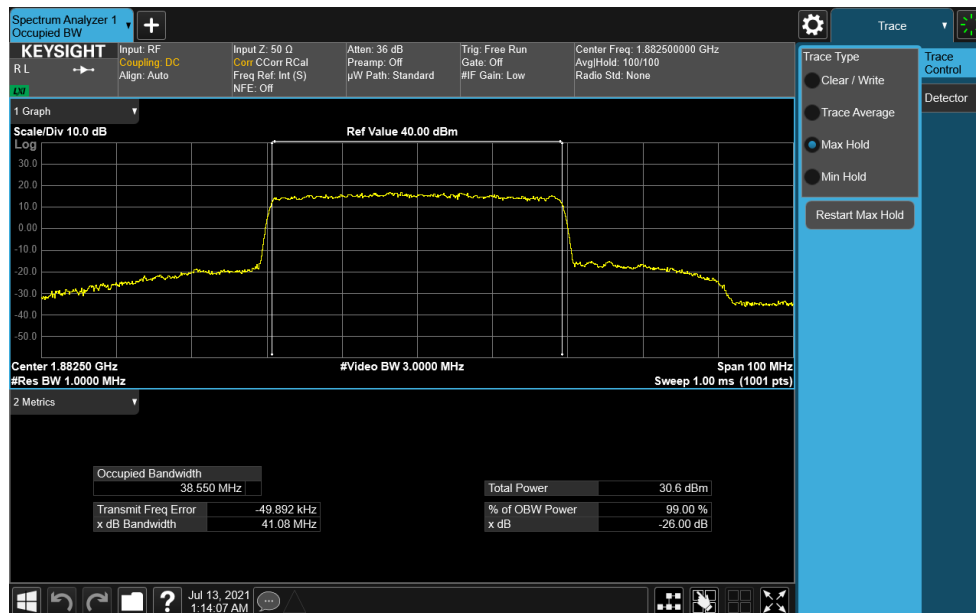 Spectrum Analyzer 1
Occupied BW
Trace
KEYSIGHT
R L
LXI
Input: RF
Coupling: DC
Align: Auto
Input Z: 50 Ω
Corr CCorr RCal
Freq Ref: Int (S)
NFE: Off
Atten: 36 dB
Preamp: Off
µW Path: Standard
Trig: Free Run
Gate: Off
#IF Gain: Low
Center Freq: 1.882500000 GHz
Avg|Hold: 100/100
Radio Std: None
Trace Type
Clear / Write
Trace Average
Max Hold
Min Hold
Restart Max Hold
Trace
Control
Detector
1 Graph
Scale/Div 10.0 dB
Ref Value 40.00 dBm
Log
30.0
20.0
10.0
0.00
-10.0
-20.0
-30.0
-40.0
-50.0
Center 1.88250 GHz
#Video BW 3.0000 MHz
Span 100 MHz
#Res BW 1.0000 MHz
Sweep 1.00 ms (1001 pts)
2 Metrics
Occupied Bandwidth
38.550 MHz
Transmit Freq Error -49.892 kHz
x dB Bandwidth 41.08 MHz
Total Power 30.6 dBm
% of OBW Power 99.00 %
x dB -26.00 dB
?
Jul 13, 2021
1:14:07 AM